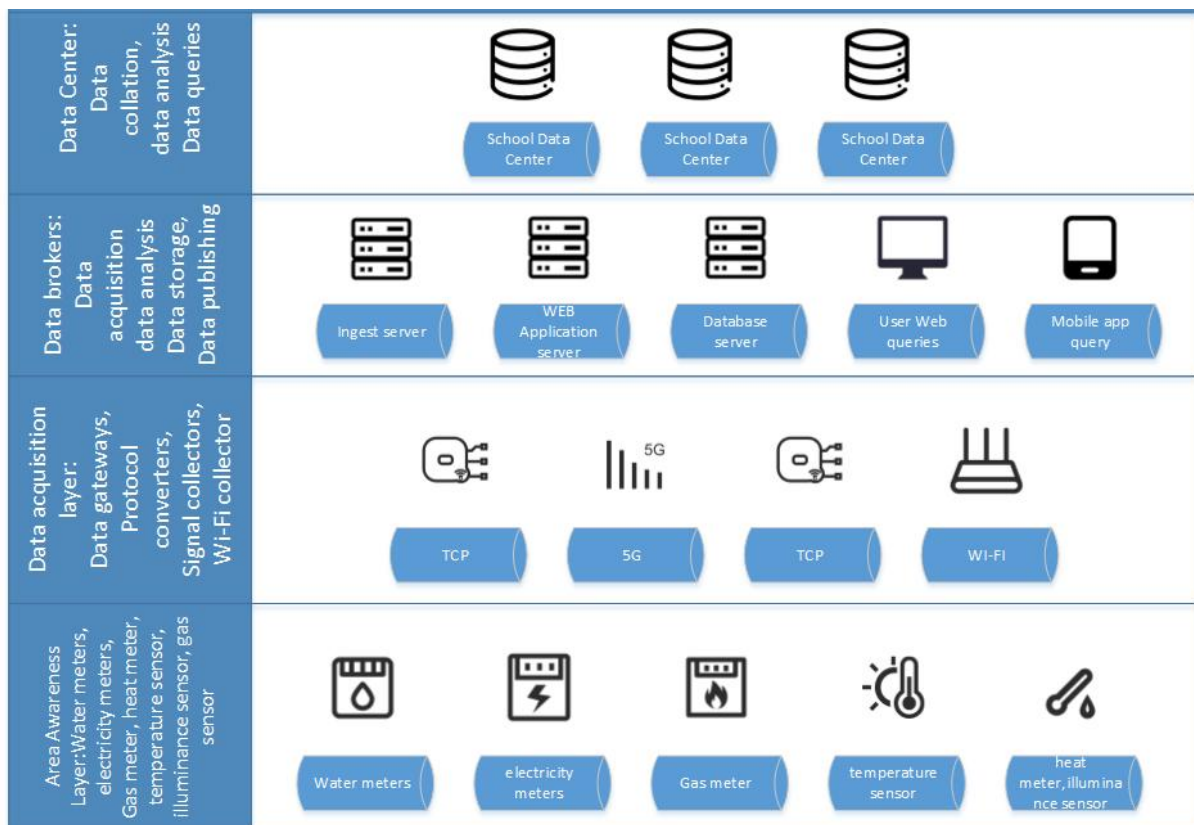 Data Center:
Data
collation,
data analysis
Data queries
School Data
Center
School Data
Center
School Data
Center
Data brokers:
Data
acquisition
data analysis
Data storage,
Data publishing
Ingest server
WEB
Application
server
Database
server
User Web
queries
Mobile app
query
Data acquisition
layer:
Data gateways,
Protocol
converters,
Signal collectors,
Wi-Fi collector
5G
TCP
5G
TCP
WI-FI
Area Awareness
Layer:Water meters,
electricity meters,
Gas meter, heat meter,
temperature sensor,
illuminance sensor, gas
sensor
Water meters
electricity
meters
Gas meter
temperature
sensor
heat
meter,illumina
nce sensor